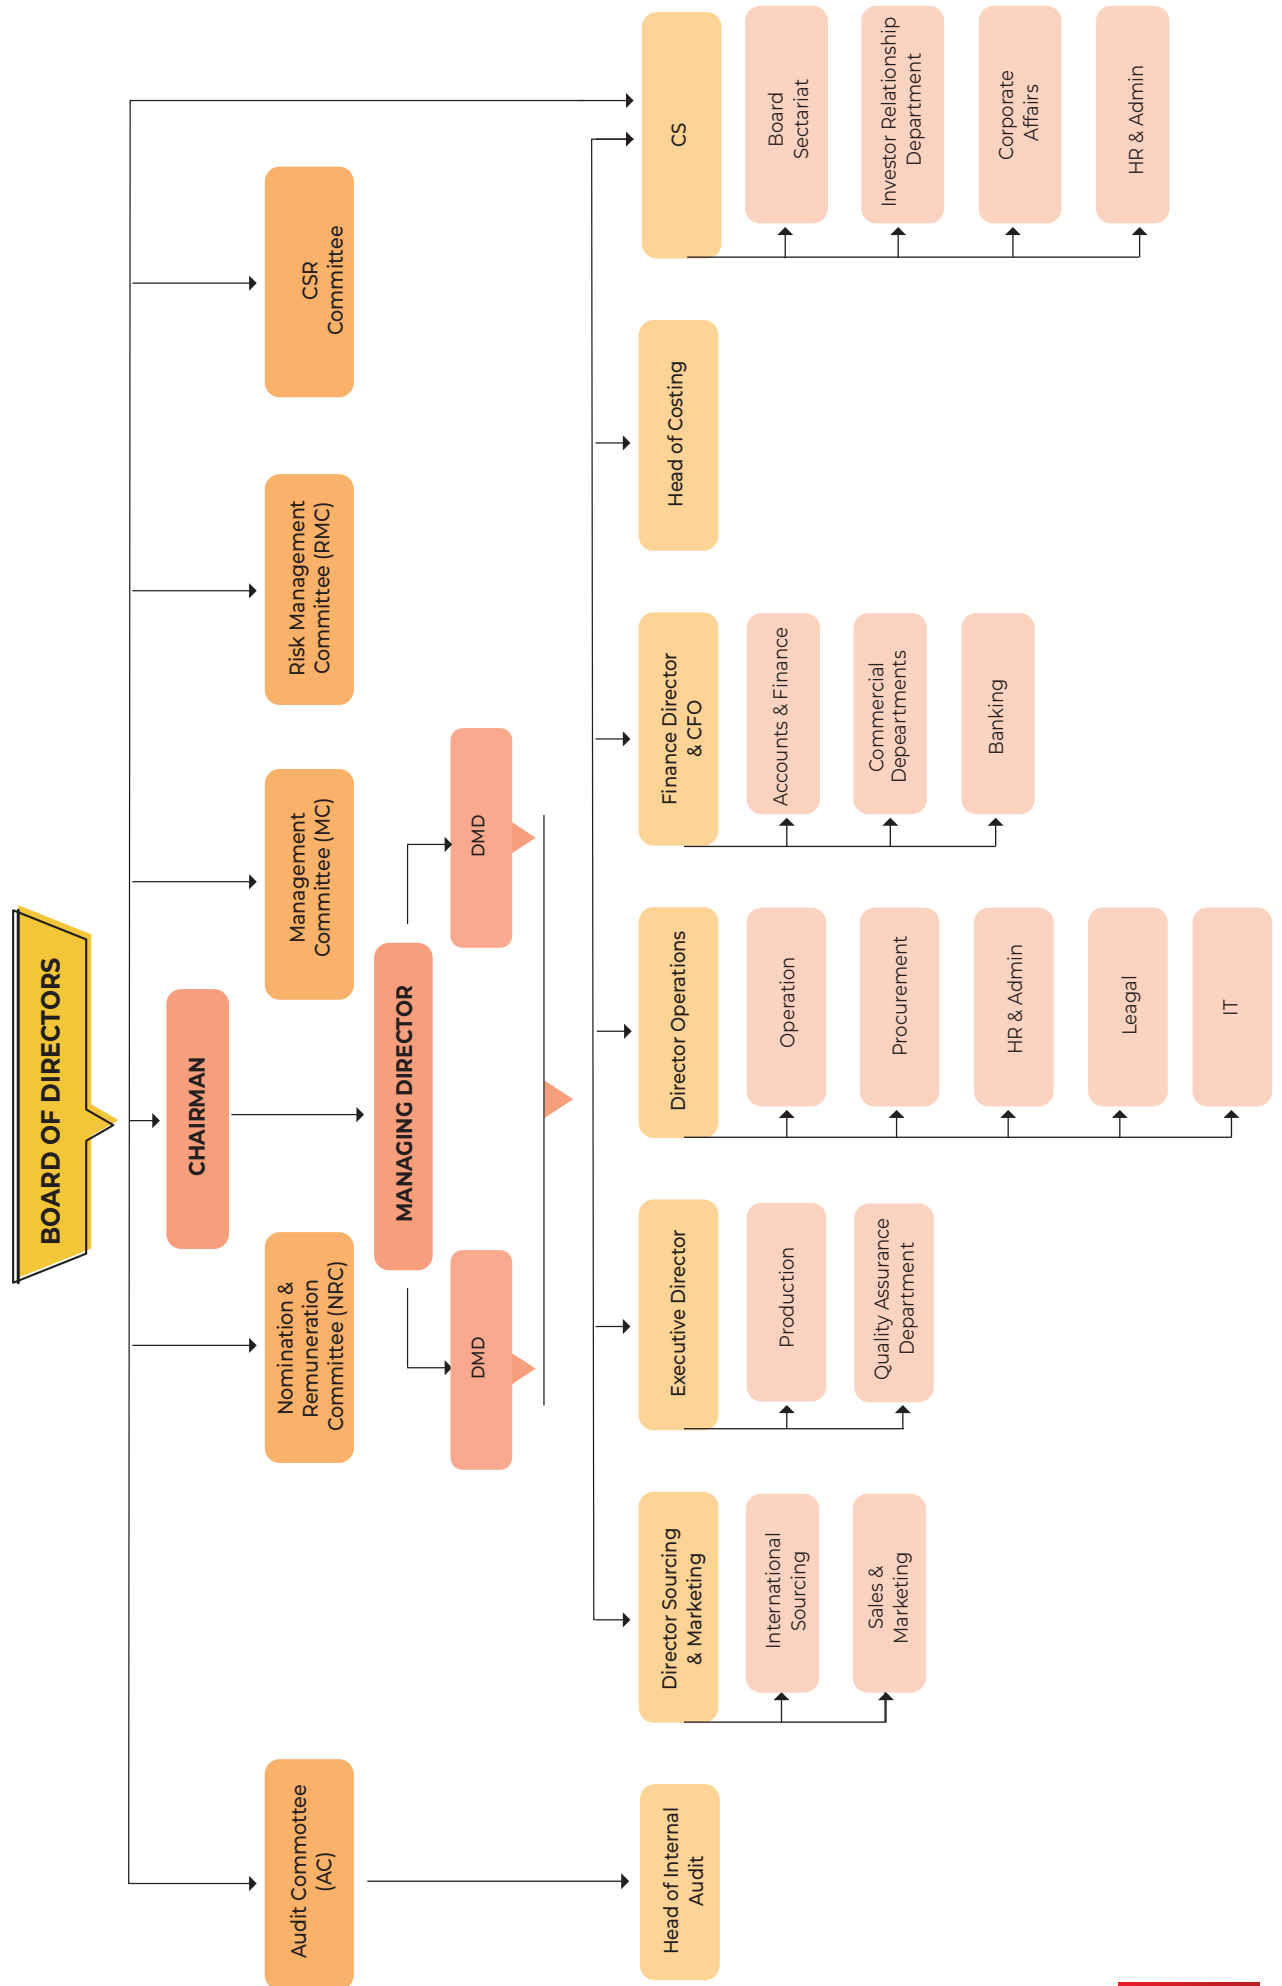 BOARD OF DIRECTORS
CHAIRMAN
Audit Commottee
(AC)
Nomination &
Remuneration
Committee (NRC)
Management
Committee (MC)
Risk Management
Committee (RMC)
CSR
Committee
MANAGING DIRECTOR
DMD
DMD
Head of Internal
Audit
Director Sourcing
& Marketing
International
Sourcing
Sales &
Marketing
Executive Director
Production
Quality Assurance
Department
Director Operations
Operation
Procurement
HR & Admin
Leagal
IT
Finance Director
& CFO
Accounts & Finance
Commercial
Depeartments
Banking
Head of Costing
CS
Board
Sectariat
Investor Relationship
Department
Corporate
Affairs
HR & Admin